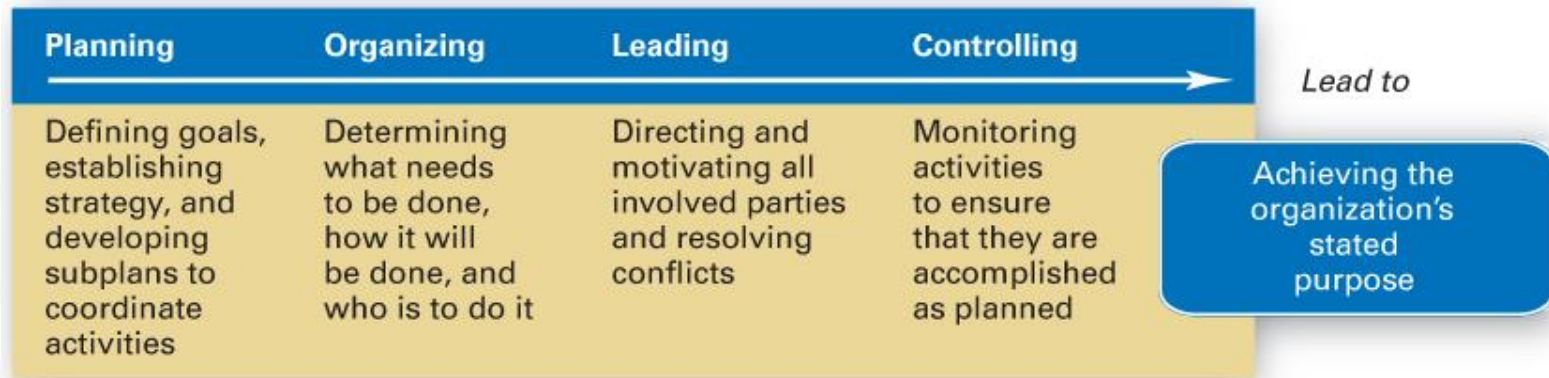 Planning
Defining goals,
establishing
strategy, and
developing
subplans to
coordinate
activities
Organizing
Determining
what needs
to be done,
how it will
be done, and
who is to do it
Leading
Directing and
motivating all
involved parties
and resolving
conflicts
Controlling
Monitoring
activities
to ensure
that they are
accomplished
as planned
Lead to
Achieving the
organization's
stated
purpose